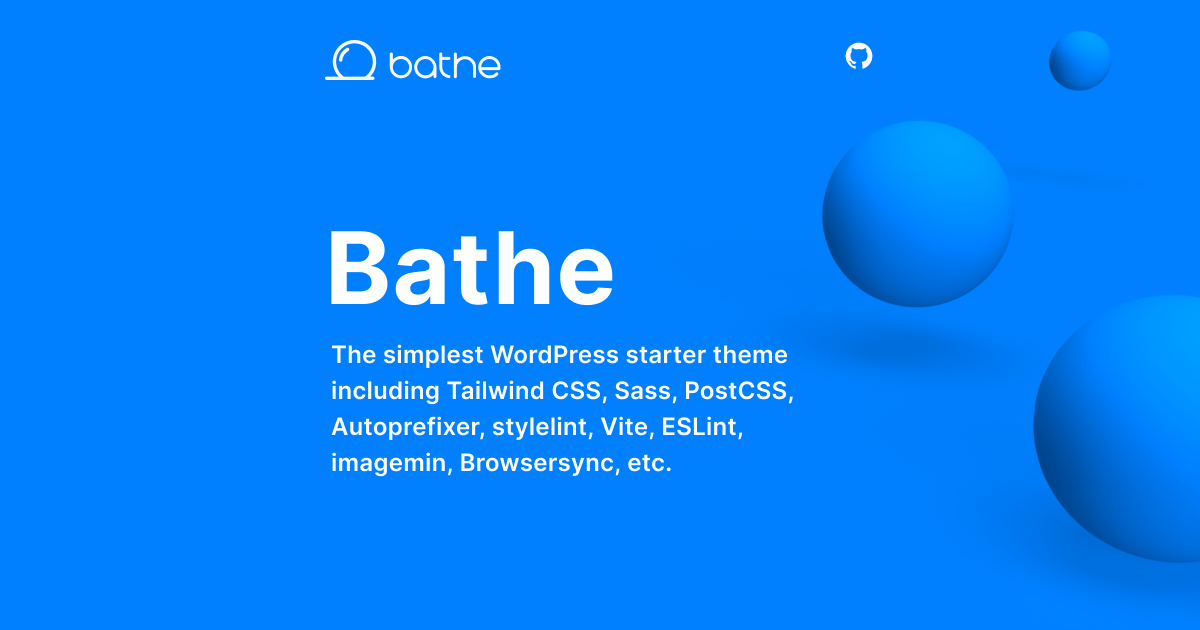 bathe
Bathe
The simplest WordPress starter theme
including Tailwind CSS, Sass, PostCSS,
Autoprefixer, stylelint, Vite, ESLint,
imagemin, Browsersync, etc.